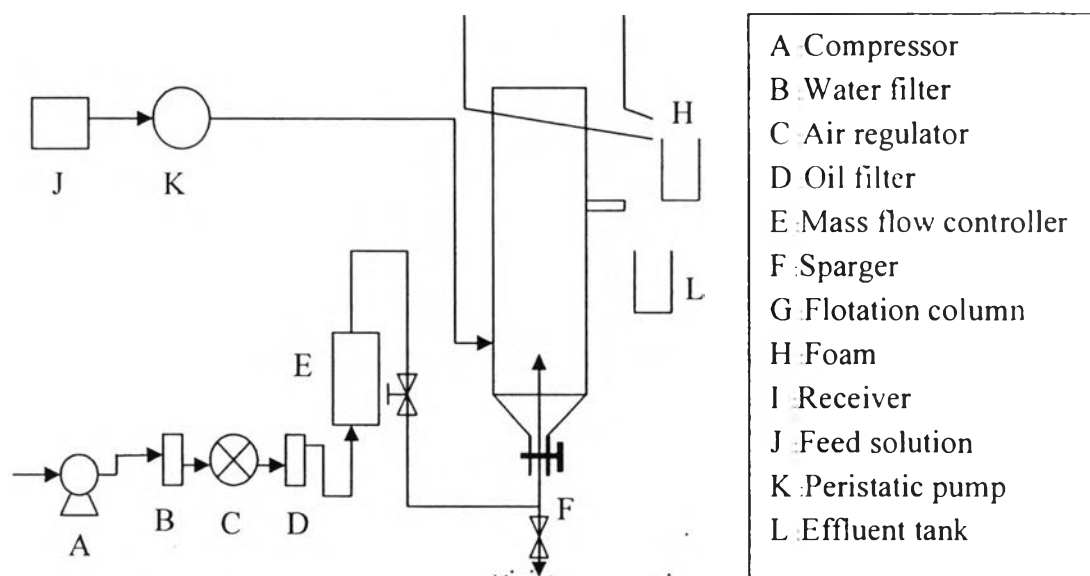 H
J
K
L
E
F
A
B
C
D
A Compressor
B Water filter
C Air regulator
D Oil filter
E Mass flow controller
F Sparger
G Flotation column
H Foam
I Receiver
J Feed solution
K Peristatic pump
L Effluent tank